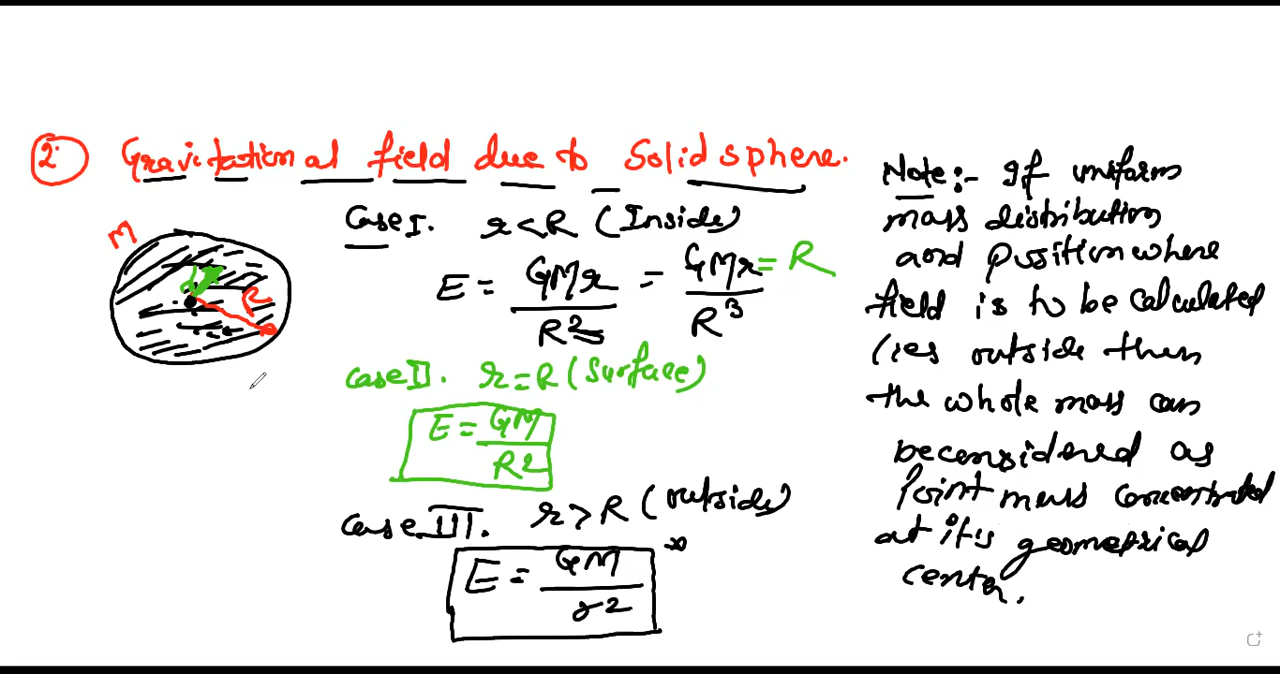 2. Gravitational field due to Solid sphere.
M
R
Case I. r < R (Inside)
E = GMr/R2 = GMr/R3 = R
Case II. r = R (Surface)
E = GM/R2
Case III. r > R (outside)
E = GM/r2
Note:- If uniform
mass distribution
and position where
field is to be calculated
lies outside then
the whole mass can
be considered as
Point mass concentrated
at it's geometrical
center.